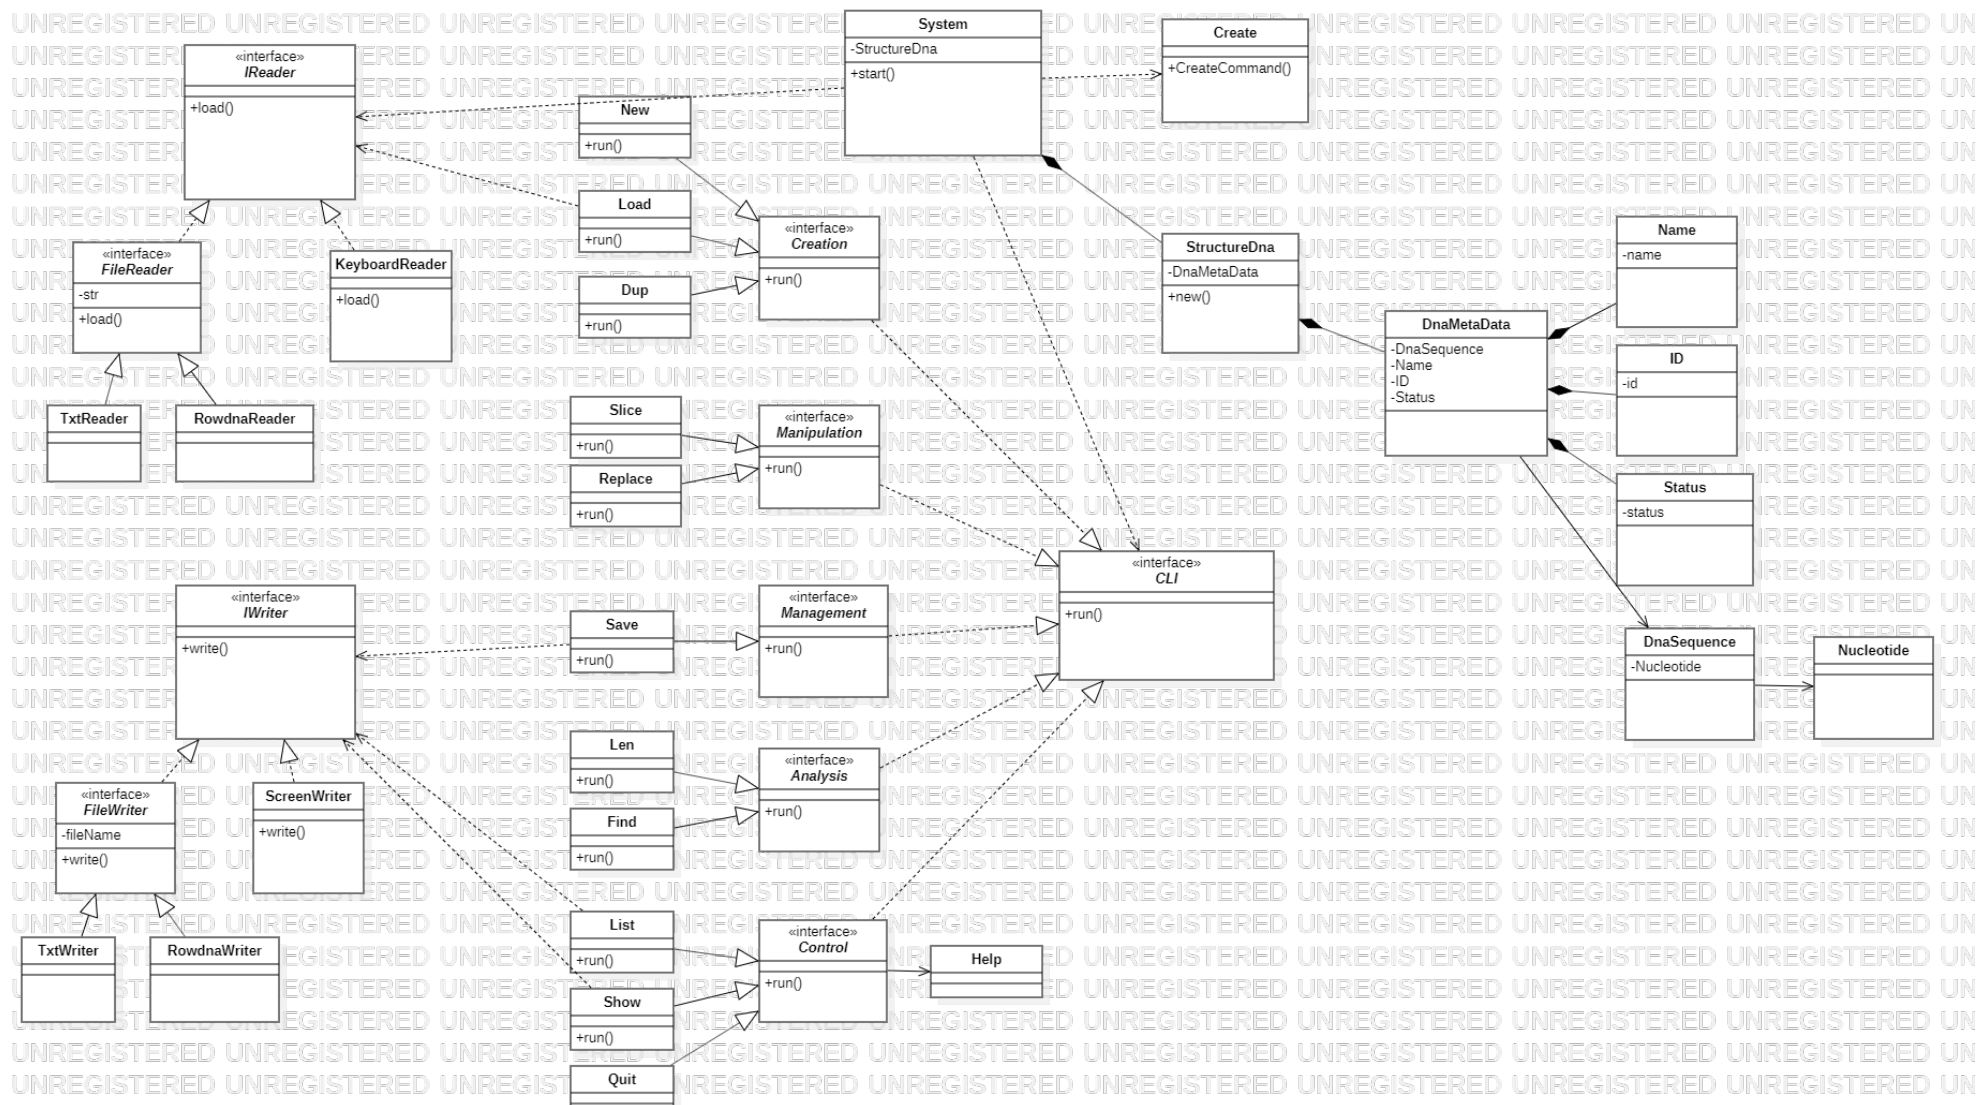 UNREGISTERED
System
-StructureDna
+start()
Create
+CreateCommand()
«interface»
IReader
+load()
New
+run()
Load
+run()
Dup
+run()
«interface»
Creation
+run()
«interface»
FileReader
-str
+load()
KeyboardReader
+load()
TxtReader
RowdnaReader
StructureDna
-DnaMetaData
+new()
DnaMetaData
-DnaSequence
-Name
-ID
-Status
Name
-name
ID
-id
Status
-status
DnaSequence
-Nucleotide
Nucleotide
Slice
+run()
Replace
+run()
«interface»
Manipulation
+run()
«interface»
CLI
+run()
«interface»
IWriter
+write()
Save
+run()
«interface»
Management
+run()
Len
+run()
Find
+run()
«interface»
Analysis
+run()
«interface»
FileWriter
-fileName
+write()
ScreenWriter
+write()
TxtWriter
RowdnaWriter
List
+run()
Show
+run()
Quit
«interface»
Control
+run()
Help